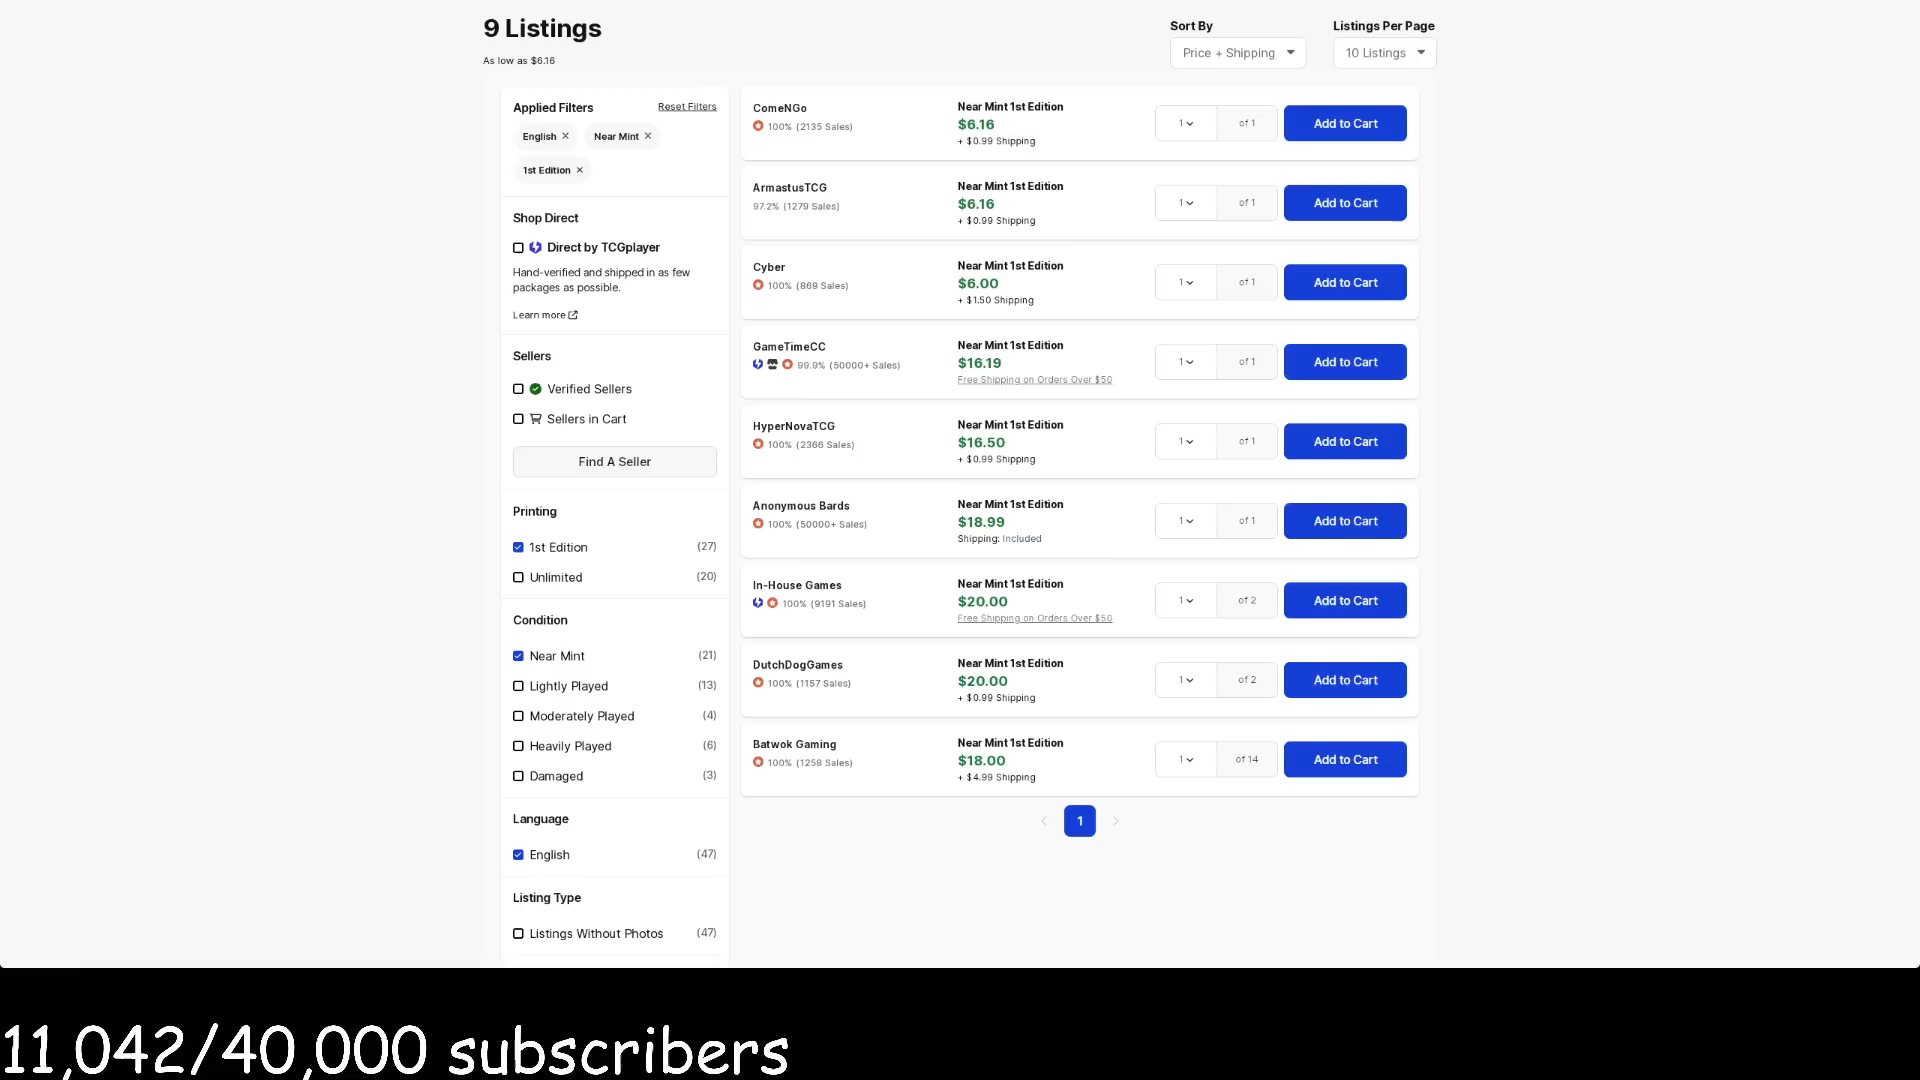 9 Listings
As low as $6.16
Sort By
Price + Shipping
Listings Per Page
10 Listings
Applied Filters
Reset Filters
English
Near Mint
1st Edition
Shop Direct
Direct by TCGplayer
Hand-verified and shipped in as few
packages as possible.
Learn more
Sellers
Verified Sellers
Sellers in Cart
Find A Seller
Printing
1st Edition (27)
Unlimited (20)
Condition
Near Mint (21)
Lightly Played (13)
Moderately Played (4)
Heavily Played (6)
Damaged (3)
Language
English (47)
Listing Type
Listings Without Photos (47)
ComeNGo
100% (2135 Sales)
Near Mint 1st Edition
$6.16
+ $0.99 Shipping
1 of 1
Add to Cart
ArmastusTCG
97.2% (1279 Sales)
Near Mint 1st Edition
$6.16
+ $0.99 Shipping
1 of 1
Add to Cart
Cyber
100% (869 Sales)
Near Mint 1st Edition
$6.00
+ $1.50 Shipping
1 of 1
Add to Cart
GameTimeCC
99.9% (50000+ Sales)
Near Mint 1st Edition
$16.19
Free Shipping on Orders Over $50
1 of 1
Add to Cart
HyperNovaTCG
100% (2366 Sales)
Near Mint 1st Edition
$16.50
+ $0.99 Shipping
1 of 1
Add to Cart
Anonymous Bards
100% (50000+ Sales)
Near Mint 1st Edition
$18.99
Shipping: Included
1 of 1
Add to Cart
In-House Games
100% (9191 Sales)
Near Mint 1st Edition
$20.00
Free Shipping on Orders Over $50
1 of 2
Add to Cart
DutchDogGames
100% (1157 Sales)
Near Mint 1st Edition
$20.00
+ $0.99 Shipping
1 of 2
Add to Cart
Batwok Gaming
100% (1258 Sales)
Near Mint 1st Edition
$18.00
+ $4.99 Shipping
1 of 14
Add to Cart
1
11,042/40,000 subscribers